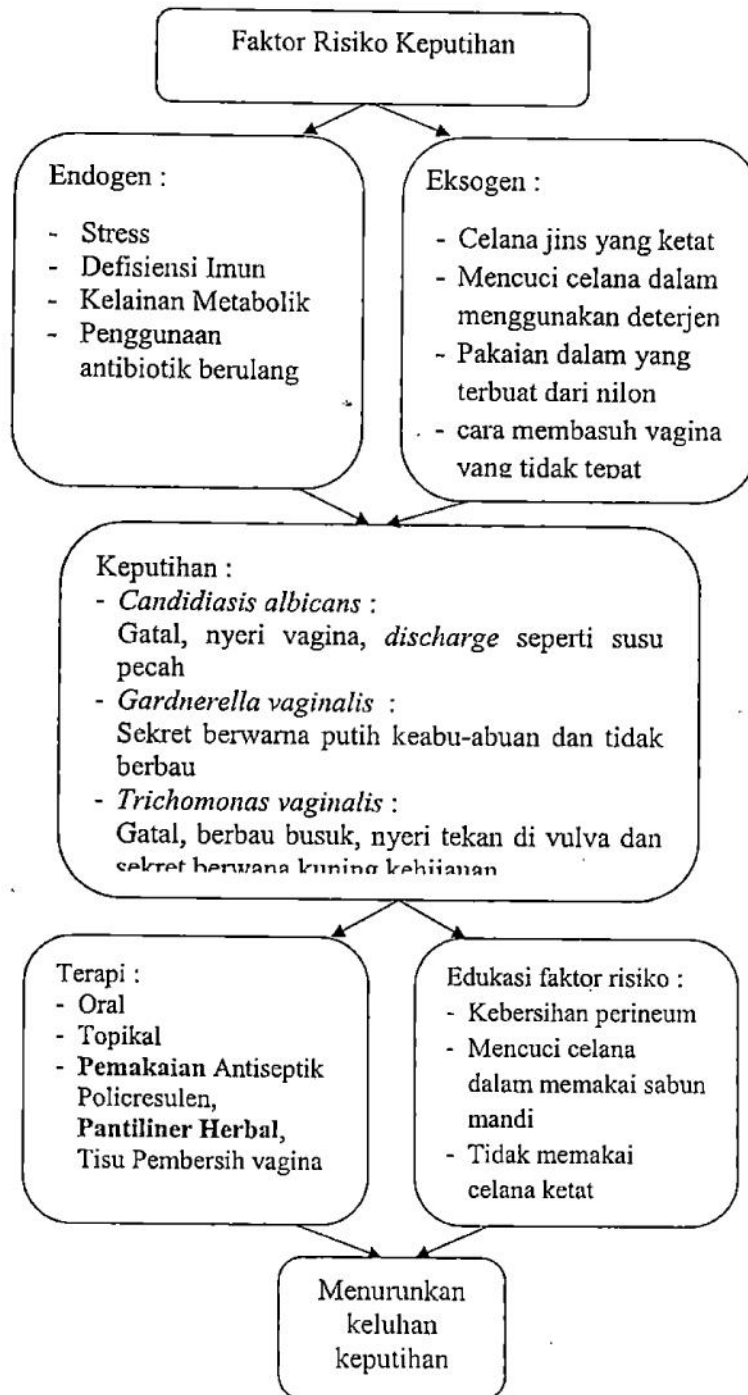 Faktor Risiko Keputihan
Endogen :
- Stress
- Defisiensi Imun
- Kelainan Metabolik
- Penggunaan
antibiotik berulang
Eksogen :
- Celana jins yang ketat
- Mencuci celana dalam
menggunakan deterjen
- Pakaian dalam yang
terbuat dari nilon
- cara membasuh vagina
yang tidak tepat
Keputihan :
- Candidiasis albicans :
Gatal, nyeri vagina, discharge seperti susu
pecah
- Gardnerella vaginalis :
Sekret berwarna putih keabu-abuan dan tidak
berbau
- Trichomonas vaginalis :
Gatal, berbau busuk, nyeri tekan di vulva dan
sekret berwana kuning kehijauan
Terapi :
- Oral
- Topikal
- Pemakaian Antiseptik
Policresulen,
Pantiliner Herbal,
Tisu Pembersih vagina
Edukasi faktor risiko :
- Kebersihan perineum
- Mencuci celana
dalam memakai sabun
mandi
- Tidak memakai
celana ketat
Menurunkan
keluhan
keputihan